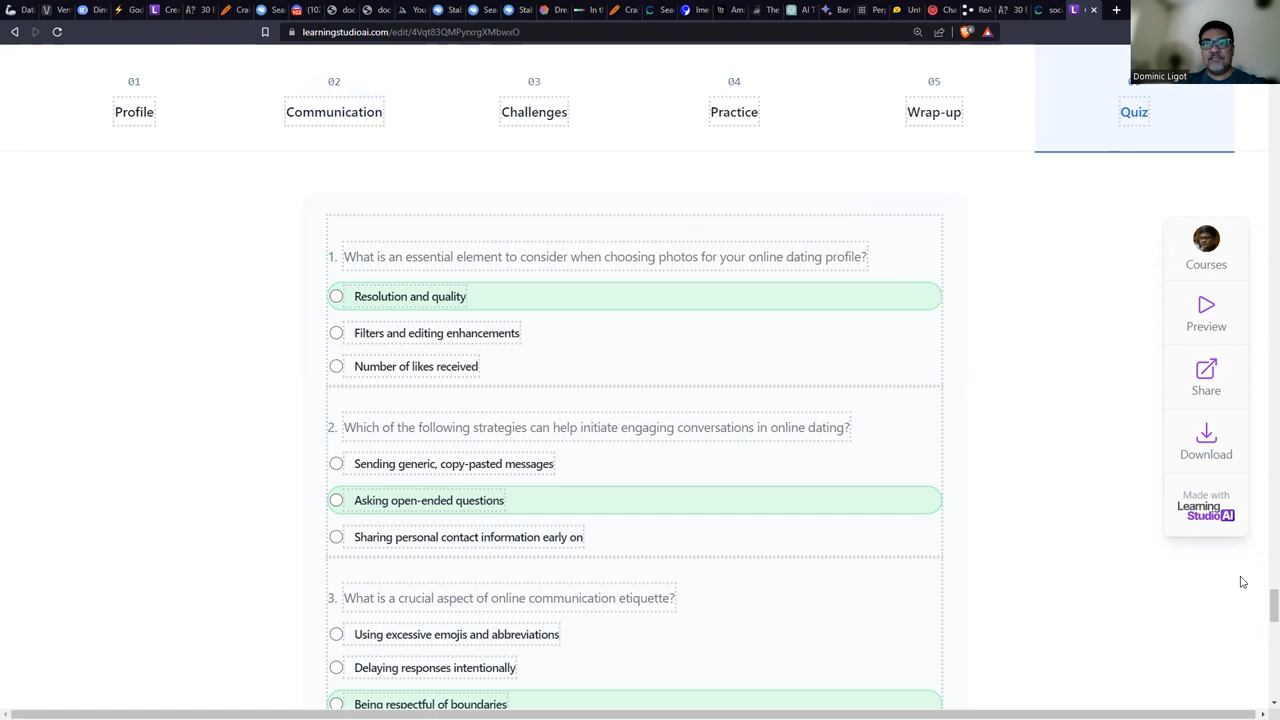 learningstudioai.com/edit/4Vqt83QMPyrxrgXMbwxO
Dominic Ligot
01
02
03
04
05
Profile
Communication
Challenges
Practice
Wrap-up
Quiz
1. What is an essential element to consider when choosing photos for your online dating profile?
Resolution and quality
Filters and editing enhancements
Number of likes received
2. Which of the following strategies can help initiate engaging conversations in online dating?
Sending generic, copy-pasted messages
Asking open-ended questions
Sharing personal contact information early on
3. What is a crucial aspect of online communication etiquette?
Using excessive emojis and abbreviations
Delaying responses intentionally
Being respectful of boundaries
Courses
Preview
Share
Download
Made with
Learning
StudioAI